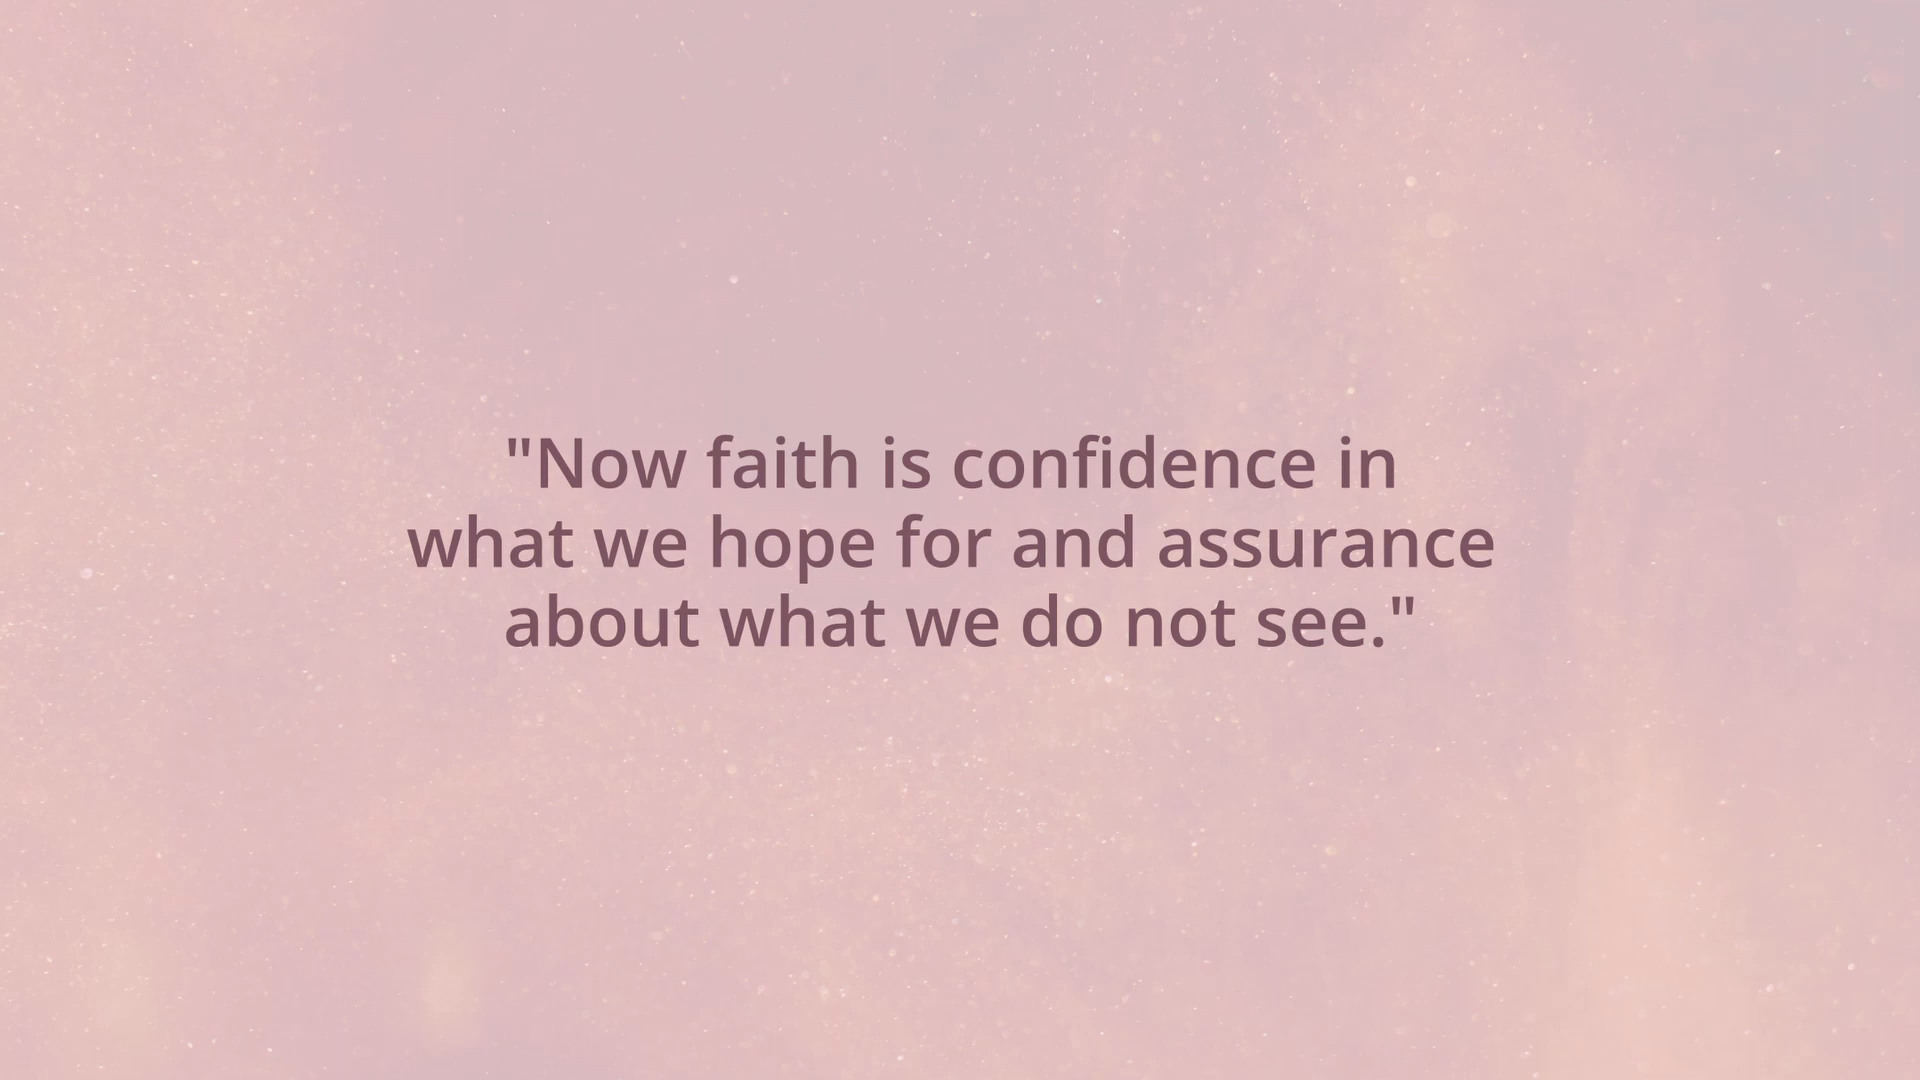 "Now faith is confidence in
what we hope for and assurance
about what we do not see."